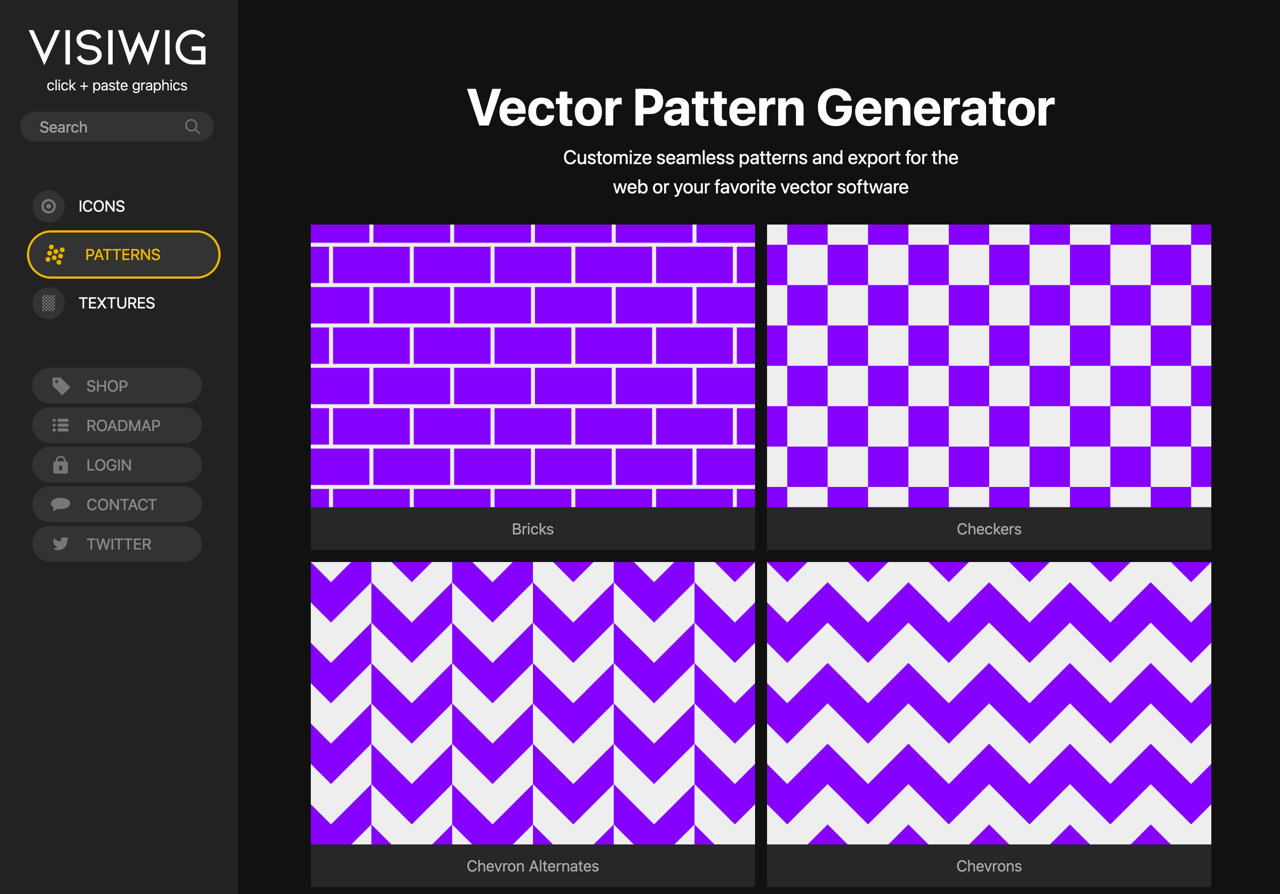 VISIWIG
click + paste graphics
Search
ICONS
PATTERNS
TEXTURES
SHOP
ROADMAP
LOGIN
CONTACT
TWITTER
Vector Pattern Generator
Customize seamless patterns and export for the
web or your favorite vector software
Bricks
Checkers
Chevron Alternates
Chevrons